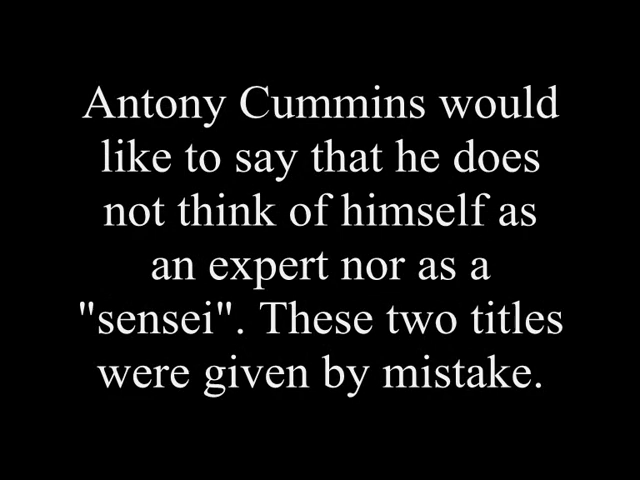 Antony Cummins would
like to say that he does
not think of himself as
an expert nor as a
"sensei". These two titles
were given by mistake.